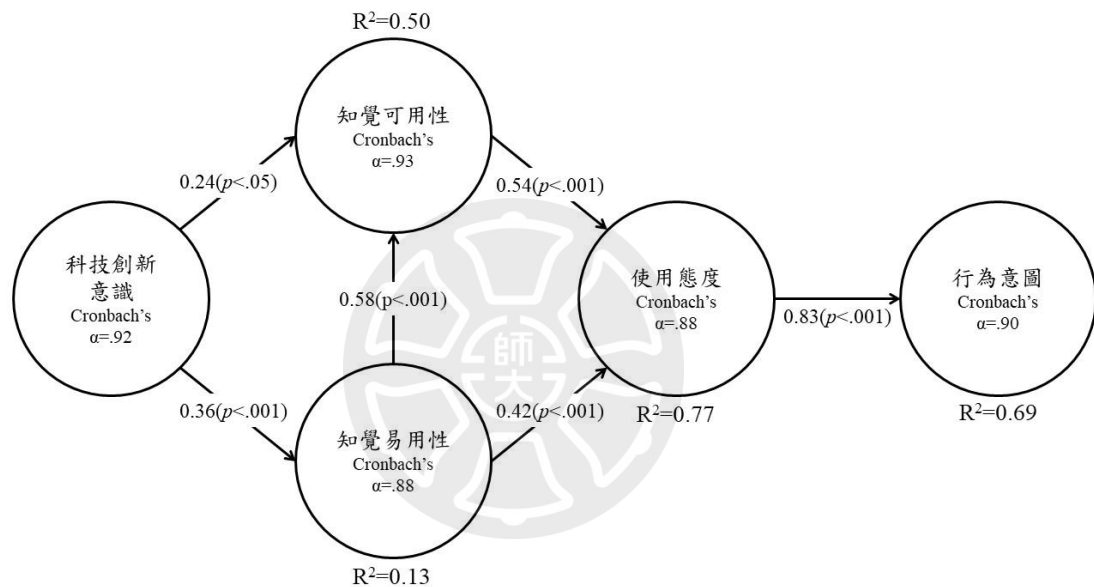 R²=0.50
知覺可用性
Cronbach's
α=.93
0.24(p<.05)
0.54(p<.001)
科技創新
意識
Cronbach's
α=.92
0.58(p<.001)
使用態度
Cronbach's
α=.88
0.83(p<.001)
行為意圖
Cronbach's
α=.90
師大
0.36(p<.001)
0.42(p<.001)
R²=0.77
R²=0.69
知覺易用性
Cronbach's
α=.88
R²=0.13